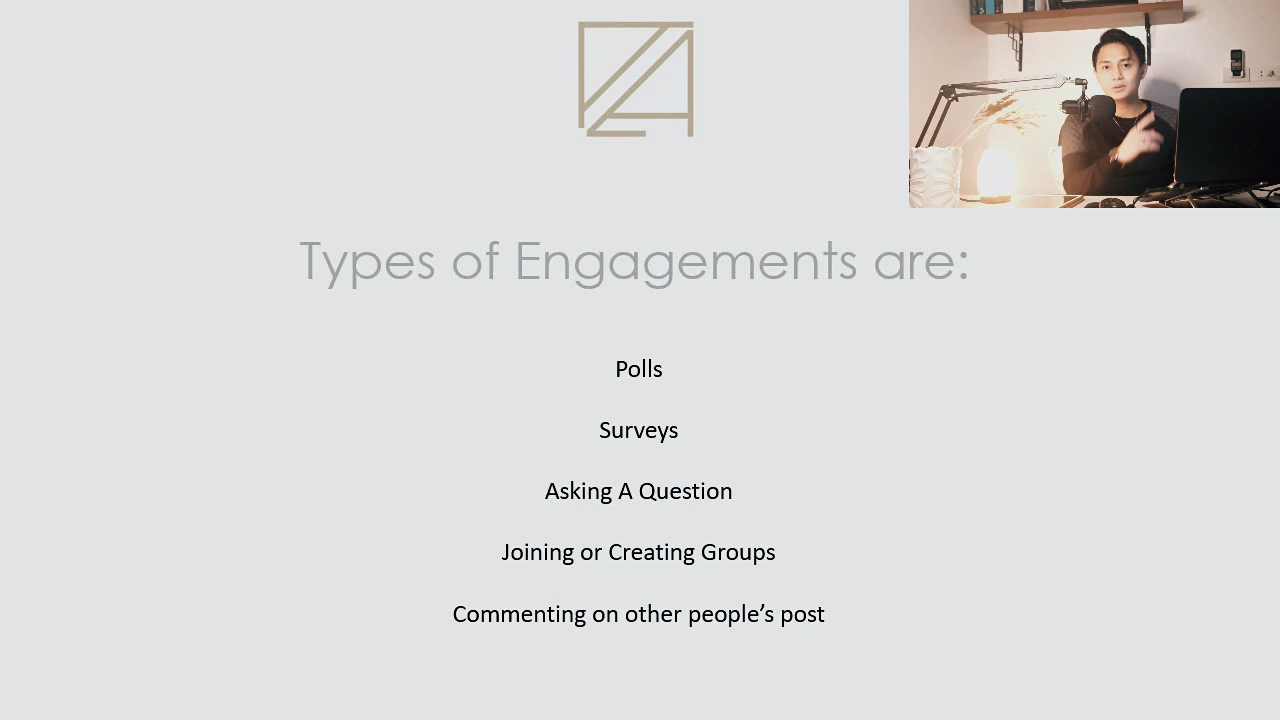 Types of Engagements are:
Polls
Surveys
Asking A Question
Joining or Creating Groups
Commenting on other people’s post